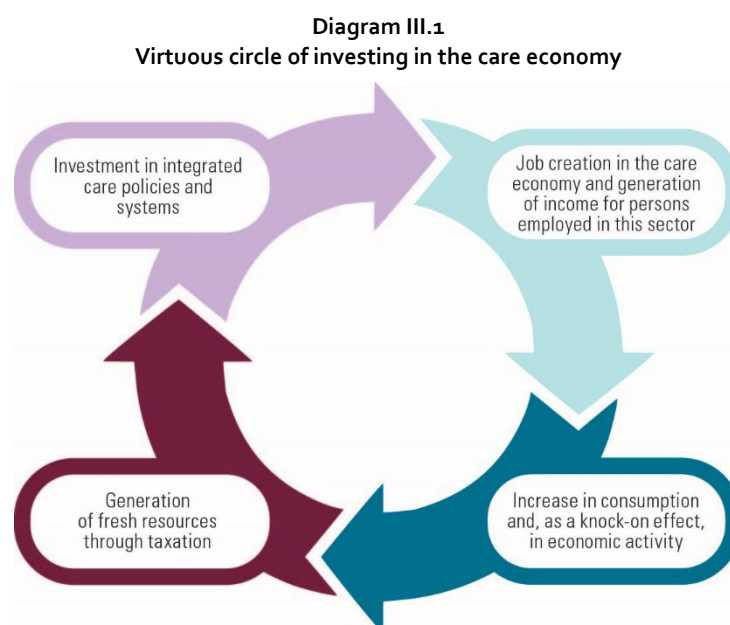 Diagram III.1
Virtuous circle of investing in the care economy
Investment in integrated
care policies and
systems
Job creation in the care
economy and generation
of income for persons
employed in this sector
Generation
of fresh resources
through taxation
Increase in consumption
and, as a knock-on effect,
in economic activity